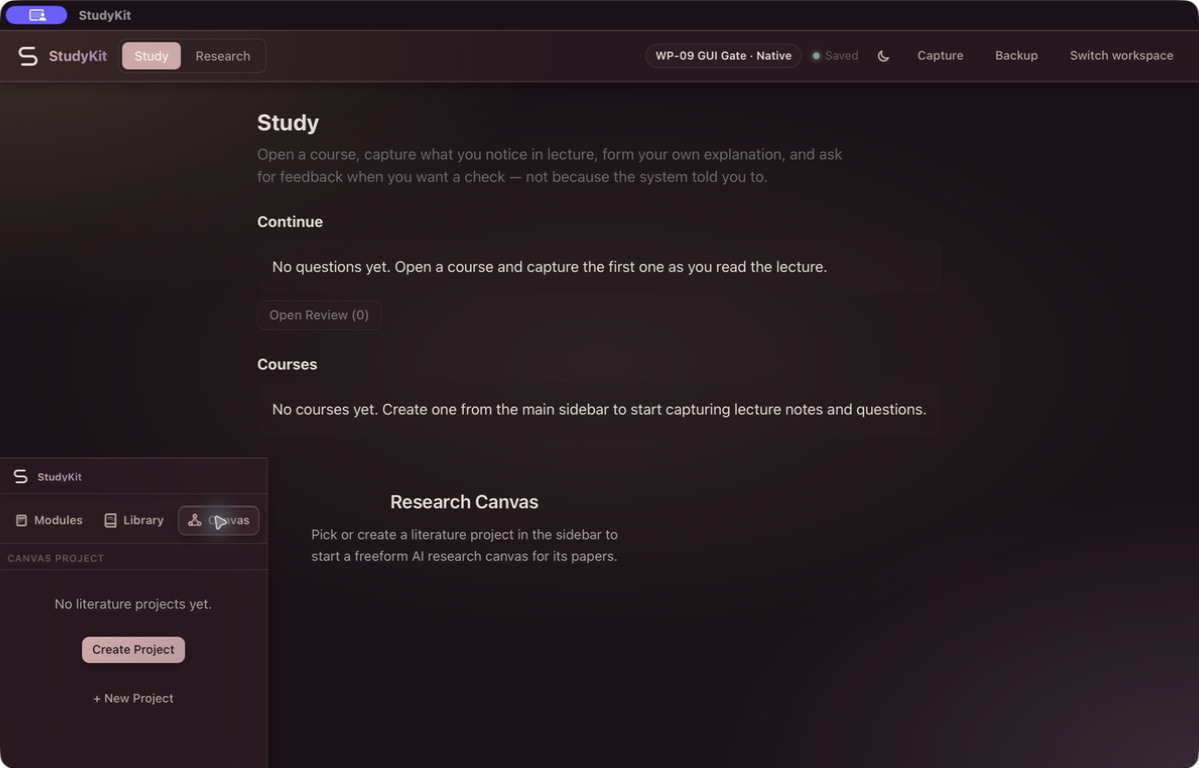 StudyKit
StudyKit
Study
Research
WP-09 GUI Gate · Native
Saved
Capture
Backup
Switch workspace
Study
Open a course, capture what you notice in lecture, form your own explanation, and ask
for feedback when you want a check — not because the system told you to.
Continue
No questions yet. Open a course and capture the first one as you read the lecture.
Open Review (0)
Courses
No courses yet. Create one from the main sidebar to start capturing lecture notes and questions.
StudyKit
Modules
Library
Canvas
CANVAS PROJECT
No literature projects yet.
Create Project
+ New Project
Research Canvas
Pick or create a literature project in the sidebar to
start a freeform AI research canvas for its papers.